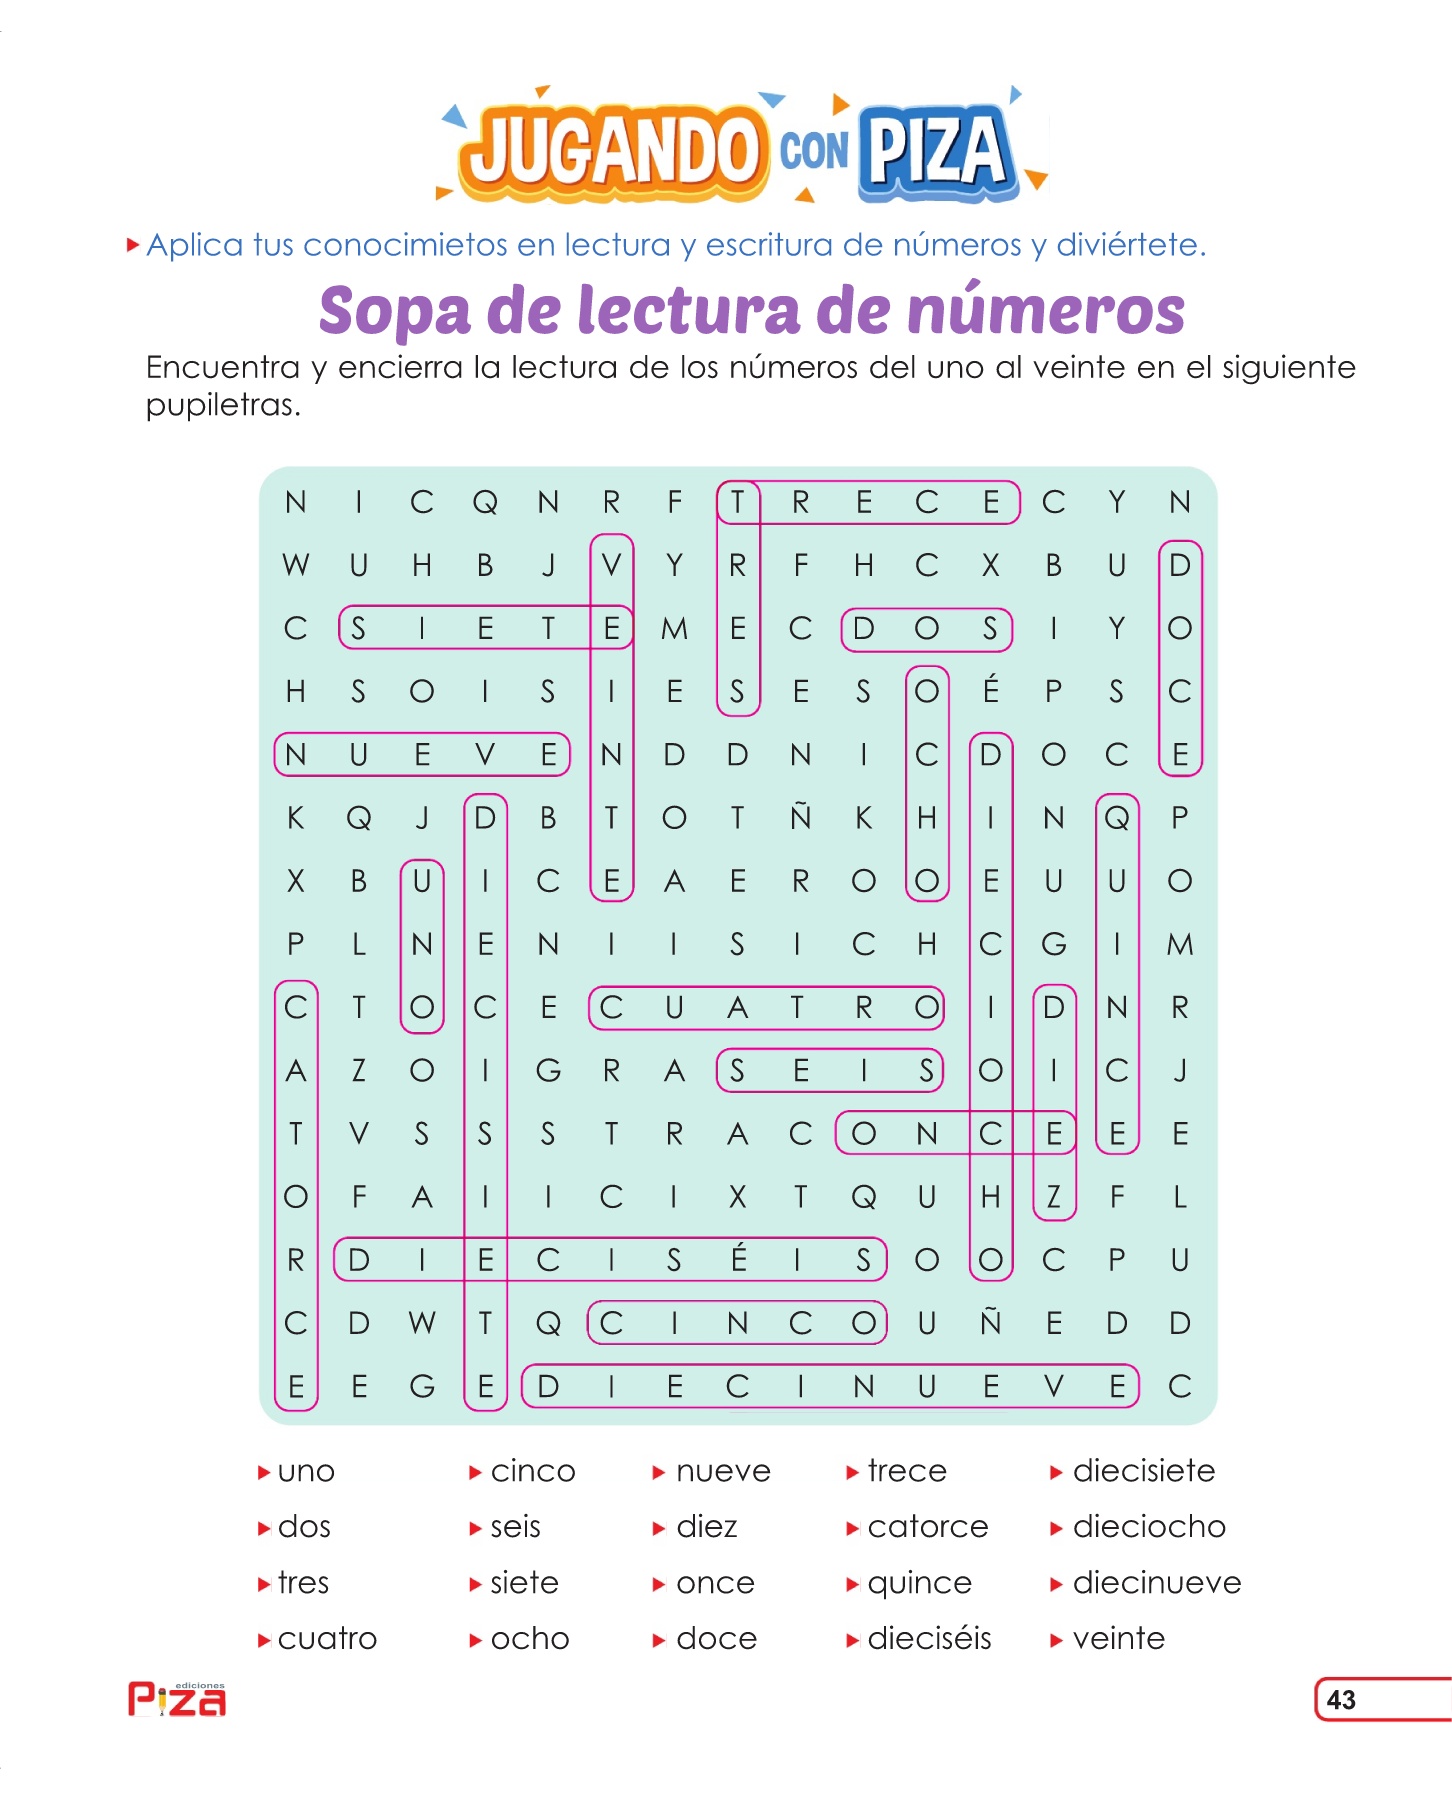 JUGANDO CON PIZA
Aplica tus conocimietos en lectura y escritura de números y diviértete.
Sopa de lectura de números
Encuentra y encierra la lectura de los números del uno al veinte en el siguiente
pupiletras.
N I C Q N R F T R E C E C Y N
W U H B J V Y R F H C X B U D
C S I E T E M E C D O S I Y O
H S O I S I E S E S O É P S C
N U E V E N D D N I C D O C E
K Q J D B T O T Ñ K H I N Q P
X B U I C E A E R O O E U U O
P L N E N I I S I C H C G I M
C T O C E C U A T R O I D N R
A Z O I G R A S E I S O I C J
T V S S S T R A C O N C E E E
O F A I I C I X T Q U H Z F L
R D I E C I S É I S O O C P U
C D W T Q C I N C O U Ñ E D D
E E G E D I E C I N U E V E C
uno cinco nueve trece diecisiete
dos seis diez catorce dieciocho
tres siete once quince diecinueve
cuatro ocho doce dieciséis veinte
ediciones
Piza
43